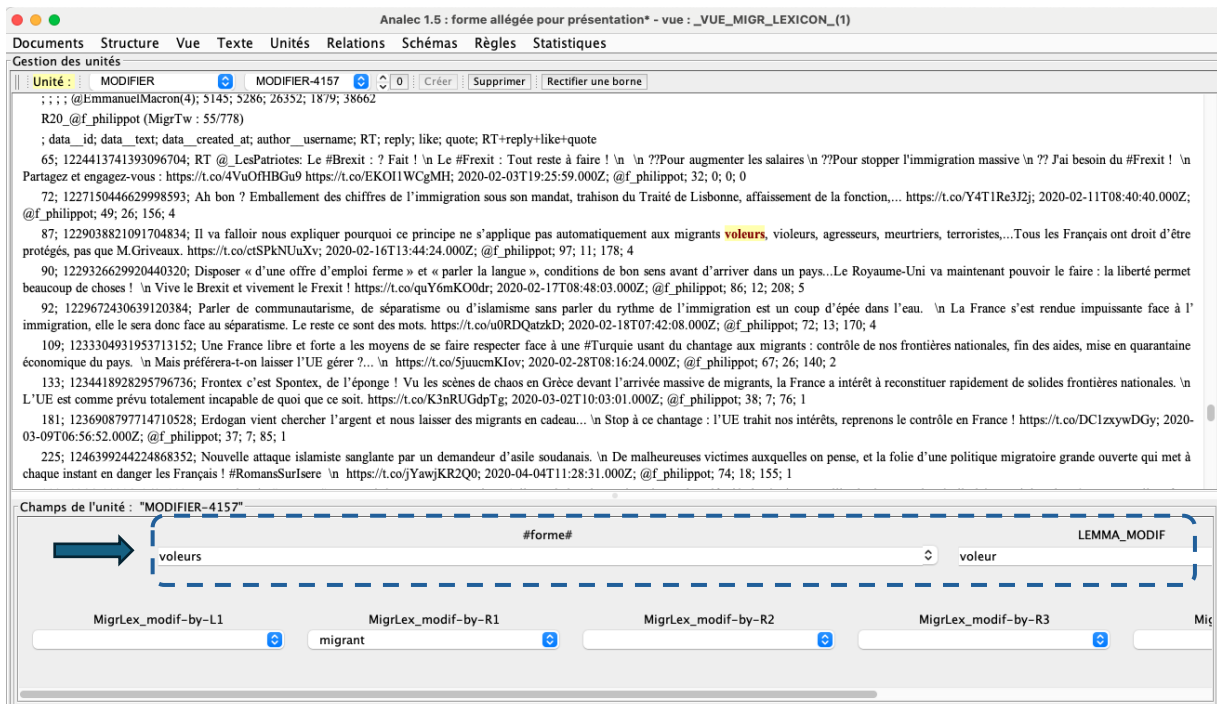 Analec 1.5 : forme allégée pour présentation* - vue : _VUE_MIGR_LEXICON_(1)
Documents Structure Vue Texte Unités Relations Schémas Règles Statistiques
Gestion des unités
Unité : MODIFIER MODIFIER-4157 0 Créer Supprimer Rectifier une borne
; ; ; ; @EmmanuelMacron(4); 5145; 5286; 26352; 1879; 38662
R20_@f_philippot (MigrTw : 55/778)
; data__id; data__text; data__created_at; author__username; RT; reply; like; quote; RT+reply+like+quote
65; 1224413741393096704; RT @_LesPatriotes: Le #Brexit : ? Fait ! \n Le #Frexit : Tout reste à faire ! \n \n ??Pour augmenter les salaires \n ??Pour stopper l'immigration massive \n ?? J'ai besoin du #Frexit ! \n
Partagez et engagez-vous : https://t.co/4VuOfHBGu9 https://t.co/EKOI1WCgMH; 2020-02-03T19:25:59.000Z; @f_philippot; 32; 0; 0; 0
72; 1227150446629998593; Ah bon ? Emballement des chiffres de l’immigration sous son mandat, trahison du Traité de Lisbonne, affaissement de la fonction,... https://t.co/Y4T1Re3J2j; 2020-02-11T08:40:40.000Z;
@f_philippot; 49; 26; 156; 4
87; 1229038821091704834; Il va falloir nous expliquer pourquoi ce principe ne s’applique pas automatiquement aux migrants voleurs, violeurs, agresseurs, meurtriers, terroristes,...Tous les Français ont droit d’être
protégés, pas que M.Griveaux. https://t.co/ctSPkNUuXv; 2020-02-16T13:44:24.000Z; @f_philippot; 97; 11; 178; 4
90; 1229326629920440320; Disposer « d’une offre d’emploi ferme » et « parler la langue », conditions de bon sens avant d’arriver dans un pays...Le Royaume-Uni va maintenant pouvoir le faire : la liberté permet
beaucoup de choses ! \n Vive le Brexit et vivement le Frexit ! https://t.co/quY6mKO0dr; 2020-02-17T08:48:03.000Z; @f_philippot; 86; 12; 208; 5
92; 1229672430639120384; Parler de communautarisme, de séparatisme ou d’islamisme sans parler du rythme de l’immigration est un coup d’épée dans l’eau. \n La France s’est rendue impuissante face à l’
immigration, elle le sera donc face au séparatisme. Le reste ce sont des mots. https://t.co/u0RDQatzkD; 2020-02-18T07:42:08.000Z; @f_philippot; 72; 13; 170; 4
109; 1233304931953713152; Une France libre et forte a les moyens de se faire respecter face à une #Turquie usant du chantage aux migrants : contrôle de nos frontières nationales, fin des aides, mise en quarantaine
économique du pays. \n Mais préférera-t-on laisser l’UE gérer ?... \n https://t.co/5juucmKIov; 2020-02-28T08:16:24.000Z; @f_philippot; 67; 26; 140; 2
133; 1234418928295796736; Frontex c’est Spontex, de l’éponge ! Vu les scènes de chaos en Grèce devant l’arrivée massive de migrants, la France a intérêt à reconstituer rapidement de solides frontières nationales. \n
L’UE est comme prévu totalement incapable de quoi que ce soit. https://t.co/K3nRUGdpTg; 2020-03-02T10:03:01.000Z; @f_philippot; 38; 7; 76; 1
181; 1236908797714710528; Erdogan vient chercher l’argent et nous laisser des migrants en cadeau... \n Stop à ce chantage : l’UE trahit nos intérêts, reprenons le contrôle en France ! https://t.co/DC1zxywDGy; 2020-
03-09T06:56:52.000Z; @f_philippot; 37; 7; 85; 1
225; 1246399244224868352; Nouvelle attaque islamiste sanglante par un demandeur d’asile soudanais. \n De malheureuses victimes auxquelles on pense, et la folie d’une politique migratoire grande ouverte qui met à
chaque instant en danger les Français ! #RomansSurIsere \n https://t.co/jYawjKR2Q0; 2020-04-04T11:28:31.000Z; @f_philippot; 74; 18; 155; 1
Champs de l'unité : "MODIFIER-4157"
#forme# LEMMA_MODIF
voleurs voleur
MigrLex_modif-by-L1 MigrLex_modif-by-R1 MigrLex_modif-by-R2 MigrLex_modif-by-R3 Mig
migrant